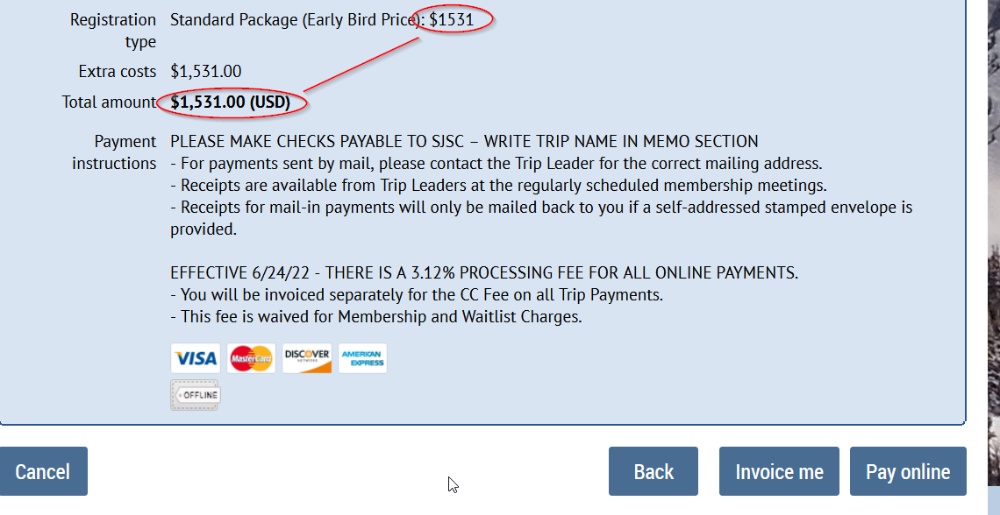 Registration Standard Package (Early Bird Price): $1531
type
Extra costs $1,531.00
Total amount $1,531.00 (USD)
Payment PLEASE MAKE CHECKS PAYABLE TO SJSC – WRITE TRIP NAME IN MEMO SECTION
instructions - For payments sent by mail, please contact the Trip Leader for the correct mailing address.
- Receipts are available from Trip Leaders at the regularly scheduled membership meetings.
- Receipts for mail-in payments will only be mailed back to you if a self-addressed stamped envelope is
provided.
EFFECTIVE 6/24/22 - THERE IS A 3.12% PROCESSING FEE FOR ALL ONLINE PAYMENTS.
- You will be invoiced separately for the CC Fee on all Trip Payments.
- This fee is waived for Membership and Waitlist Charges.
VISA MasterCard DISCOVER NETWORK AMERICAN EXPRESS
OFFLINE
Cancel Back Invoice me Pay online